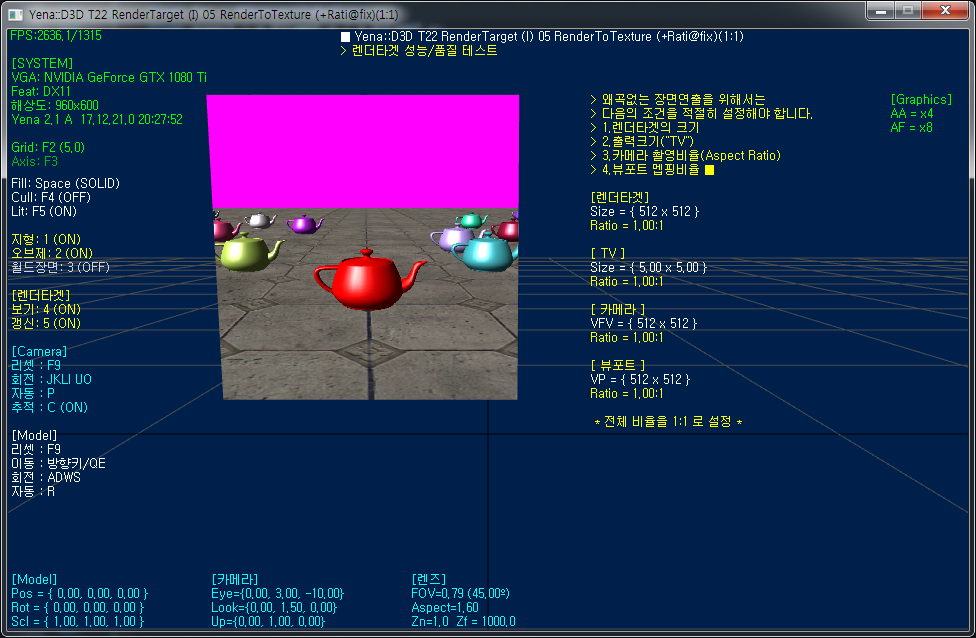 Yena::D3D T22 RenderTarget (I) 05 RenderToTexture (+Rati@fix)(1:1)
FPS:2636,1/1315
■ Yena::D3D T22 RenderTarget (I) 05 RenderToTexture (+Rati@fix)(1:1)
> 렌더타겟 성능/품질 테스트
[SYSTEM]
VGA: NVIDIA GeForce GTX 1080 Ti
Feat: DX11
해상도: 960x600
Yena 2,1 A 17,12,21,0 20:27:52
Grid: F2 (5,0)
Axis: F3
Fill: Space (SOLID)
Cull: F4 (OFF)
Lit: F5 (ON)
지형: 1 (ON)
오브제: 2 (ON)
월드장면: 3 (OFF)
[렌더타겟]
보기: 4 (ON)
갱신: 5 (ON)
[Camera]
리셋 : F9
회전 : JKLI UO
자동 : P
추적 : C (ON)
[Model]
리셋 : F9
이동 : 방향키/QE
회전 : ADWS
자동 : R
> 왜곡없는 장면연출을 위해서는
> 다음의 조건을 적절히 설정해야 합니다.
> 1.렌더타겟의 크기
> 2.출력크기("TV")
> 3.카메라 촬영비율(Aspect Ratio)
> 4.뷰포트 멥핑비율 ■
[렌더타겟]
Size = { 512 x 512 }
Ratio = 1,00:1
[ TV ]
Size = { 5,00 x 5,00 }
Ratio = 1,00:1
[ 카메라 ]
VFV = { 512 x 512 }
Ratio = 1,00:1
[ 뷰포트 ]
VP = { 512 x 512 }
Ratio = 1,00:1
* 전체 비율을 1:1 로 설정 *
[Graphics]
AA = x4
AF = x8
[Model]
Pos = { 0,00, 0,00, 0,00 }
Rot = { 0,00, 0,00, 0,00 }
Scl = { 1,00, 1,00, 1,00 }
[카메라]
Eye={0,00, 3,00, -10,00}
Look={0,00, 1,50, 0,00}
Up={0,00, 1,00, 0,00}
[렌즈]
FOV=0,79 (45,00º)
Aspect=1,60
Zn=1,0 Zf = 1000,0